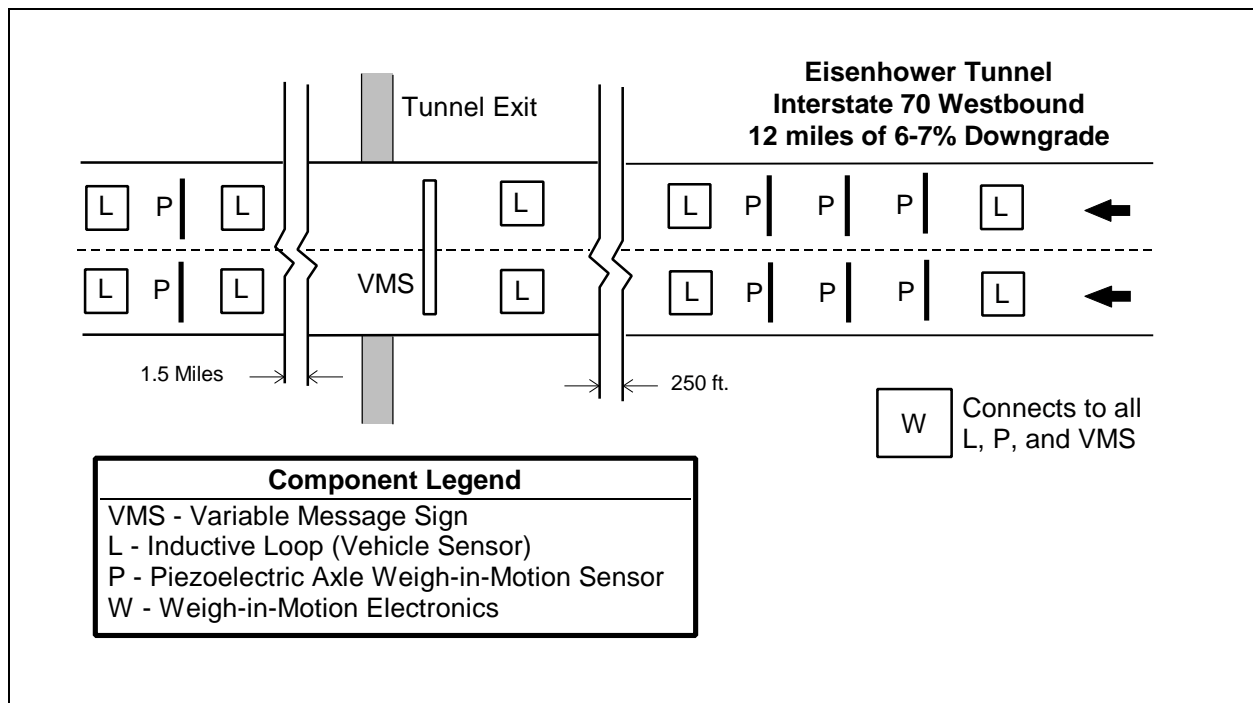 Eisenhower Tunnel
Interstate 70 Westbound
12 miles of 6-7% Downgrade
Tunnel Exit
L P L L L P P P L
VMS
L P L L L P P P L
1.5 Miles
250 ft.
W
Connects to all
L, P, and VMS
Component Legend
VMS - Variable Message Sign
L - Inductive Loop (Vehicle Sensor)
P - Piezoelectric Axle Weigh-in-Motion Sensor
W - Weigh-in-Motion Electronics